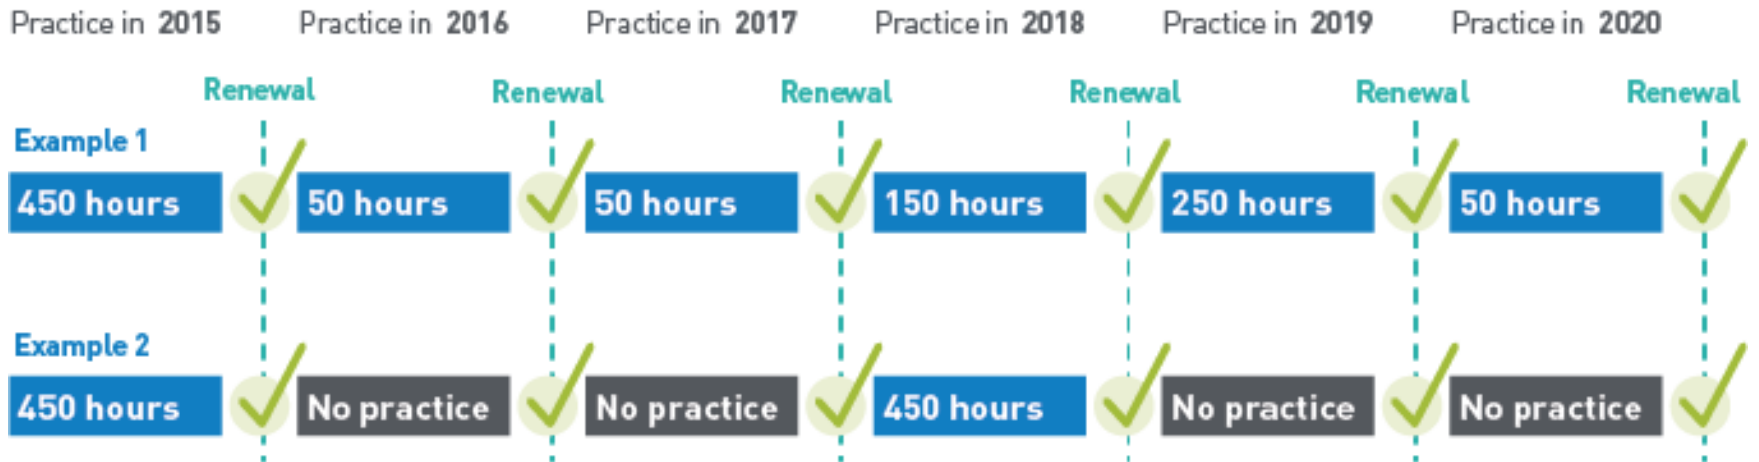 Practice in 2015 Practice in 2016 Practice in 2017 Practice in 2018 Practice in 2019 Practice in 2020
Renewal Renewal Renewal Renewal Renewal Renewal
Example 1
450 hours 50 hours 50 hours 150 hours 250 hours 50 hours
Example 2
450 hours No practice No practice 450 hours No practice No practice